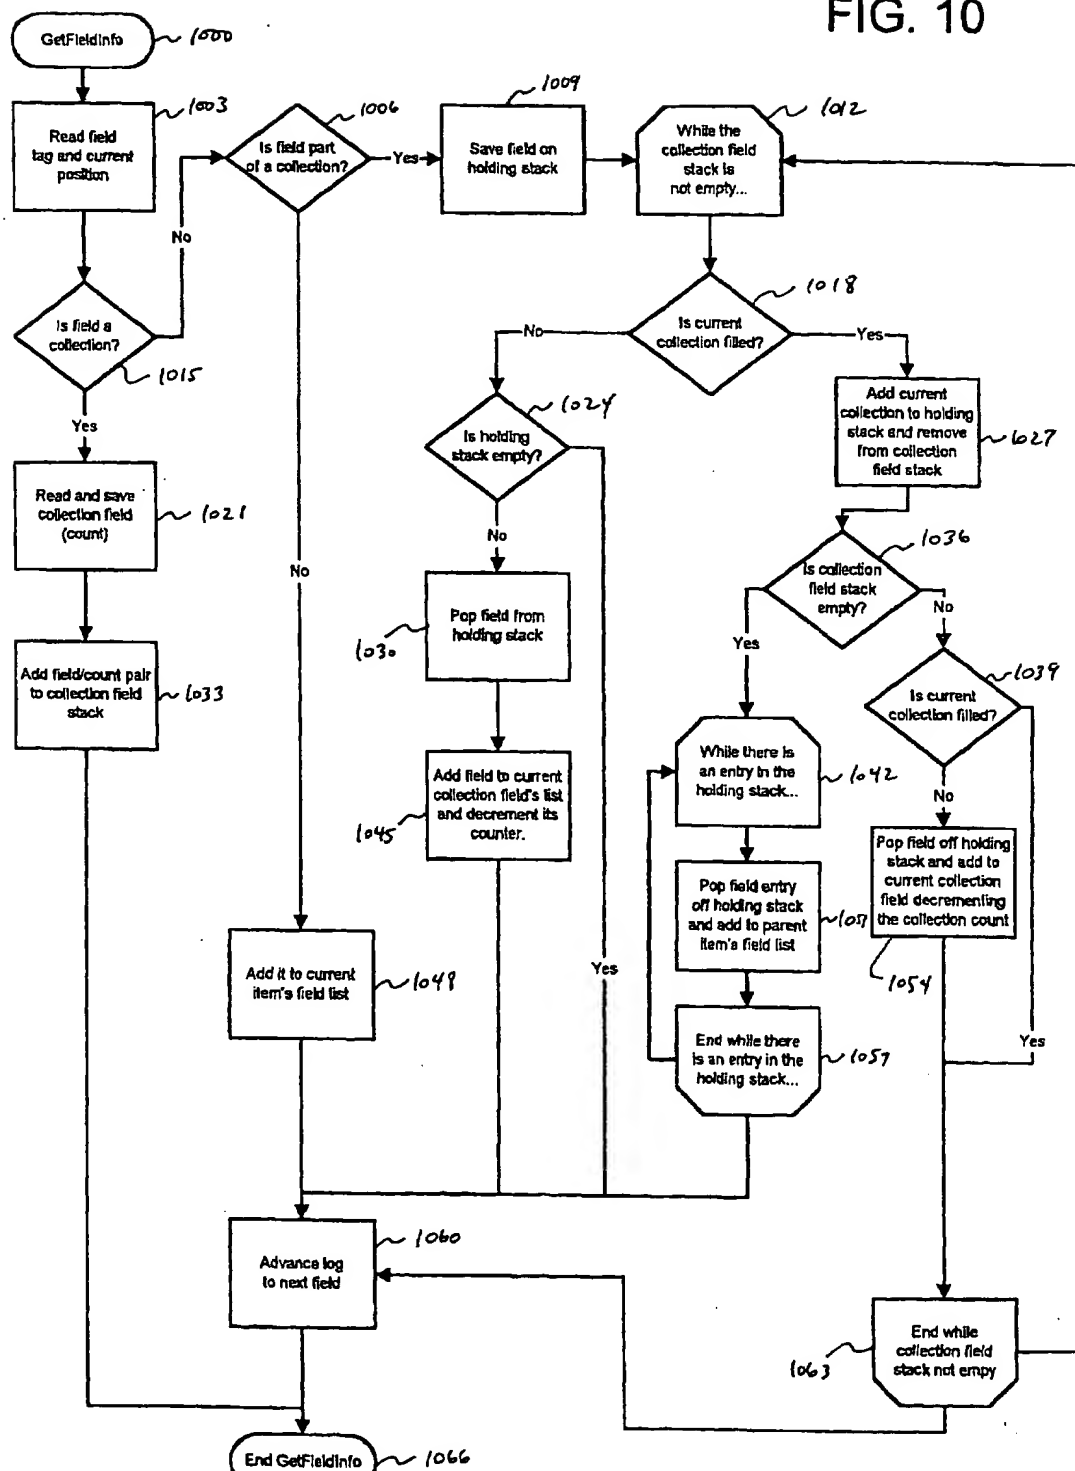 FIG. 10
GetFieldInfo
1000
Read field
tag and current
position
1003
Is field part
of a collection?
1006
Yes
Save field on
holding stack
1009
While the
collection field
stack is
not empty...
1012
No
Is field a
collection?
1015
Yes
Is current
collection filled?
1018
No
Yes
Is holding
stack empty?
1024
Add current
collection to holding
stack and remove
from collection
field stack
1027
Read and save
collection field
(count)
1021
No
No
Is collection
field stack
empty?
1036
Yes
No
Pop field from
holding stack
1030
Add field/count pair
to collection field
stack
1033
Is current
collection filled?
1039
While there is
an entry in the
holding stack...
1042
Add field to current
collection field's list
and decrement its
counter.
1045
No
Pop field off holding
stack and add to
current collection
field decrementing
the collection count
1054
Pop field entry
off holding stack
and add to parent
item's field list
1051
Add it to current
item's field list
1048
Yes
End while there
is an entry in the
holding stack...
1057
Yes
Advance log
to next field
1060
End while
collection field
stack not empy
1063
End GetFieldInfo
1066